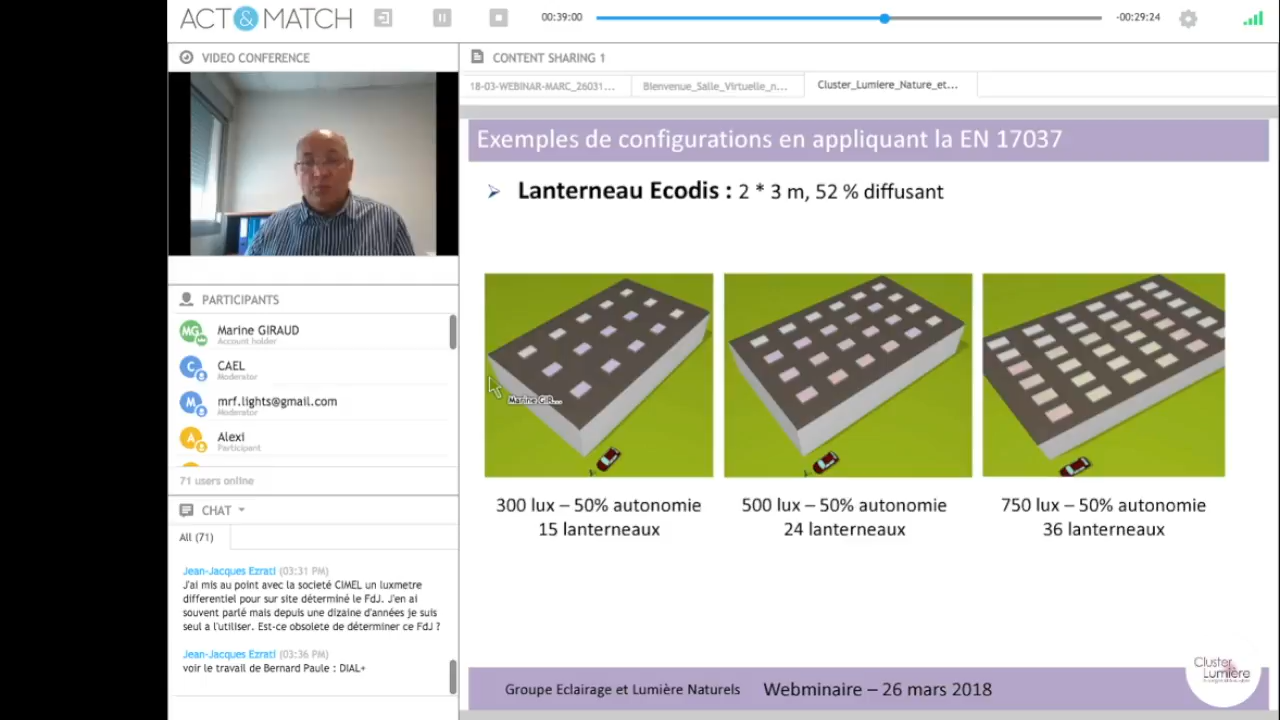 ACT & MATCH
00:39:00
-00:29:24
VIDEO CONFERENCE
CONTENT SHARING 1
18-03-WEBINAR-MARC_26031...
Bienvenue_Salle_Virtuelle_n...
Cluster_Lumiere_Nature_et...
Exemples de configurations en appliquant la EN 17037
Lanterneau Ecodis : 2 * 3 m, 52 % diffusant
PARTICIPANTS
MG
Marine GIRAUD
Account holder
C
CAEL
Moderator
M
mrf.lights@gmail.com
Moderator
A
Alexi
Participant
71 users online
Marine GIR...
300 lux – 50% autonomie
15 lanterneaux
500 lux – 50% autonomie
24 lanterneaux
750 lux – 50% autonomie
36 lanterneaux
CHAT
All (71)
Jean-Jacques Ezrati (03:31 PM)
J'ai mis au point avec la societé CIMEL un luxmetre
differentiel pour sur site déterminé le FdJ. J'en ai
souvent parlé mais depuis une dizaine d'années je suis
seul a l'utiliser. Est-ce obsolete de déterminer ce FdJ ?
Jean-Jacques Ezrati (03:36 PM)
voir le travail de Bernard Paule : DIAL+
Groupe Eclairage et Lumière Naturels
Webminaire – 26 mars 2018
Cluster
Lumière